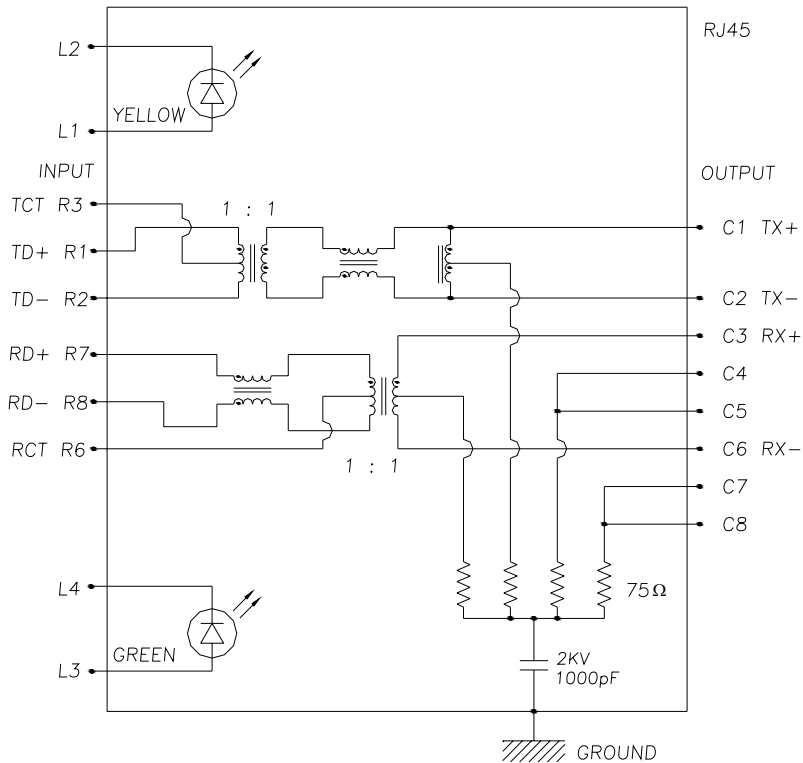 RJ45
L2
YELLOW
L1
INPUT
OUTPUT
TCT R3
1 : 1
C1 TX+
TD+ R1
TD- R2
C2 TX-
C3 RX+
RD+ R7
C4
RD- R8
C5
RCT R6
C6 RX-
1 : 1
C7
C8
L4
75Ω
GREEN
L3
2KV
1000pF
GROUND